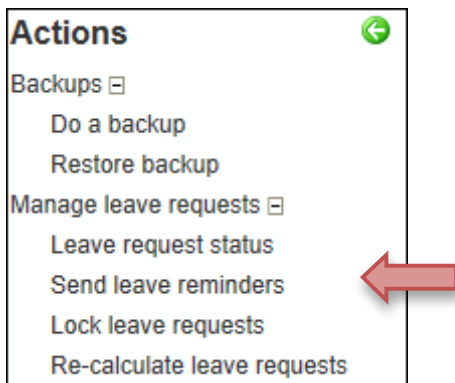 Actions
Backups
Do a backup
Restore backup
Manage leave requests
Leave request status
Send leave reminders
Lock leave requests
Re-calculate leave requests